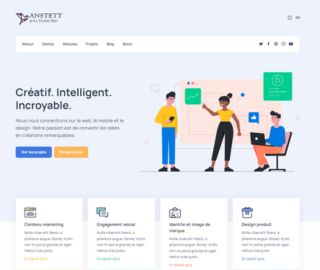 ANSTETT
SOLUTIONS PRO
FR
Retour Service Modules Projets Blog Bocus
Créatif. Intelligent.
Incroyable.
Nous nous concentrons sur le web, le mobile et le
design. Notre passion est de convertir les idées
en créations remarquables.
Voir les projets
En savoir plus
Contenu marketing
Nulla vitae elit libero, a
pharetra augue. Donec id elit
non mi porta gravida at eget
metus cras justo.
En savoir plus
Engagement social
Nulla vitae elit libero, a
pharetra augue. Donec id elit
non mi porta gravida at eget
metus cras justo.
En savoir plus
Identité et image de
marque
Nulla vitae elit libero, a
pharetra augue. Donec id elit
non mi porta gravida at eget
metus cras justo.
Design produit
Nulla vitae elit libero, a
pharetra augue. Donec id elit
non mi porta gravida at eget
metus cras justo.
En savoir plus